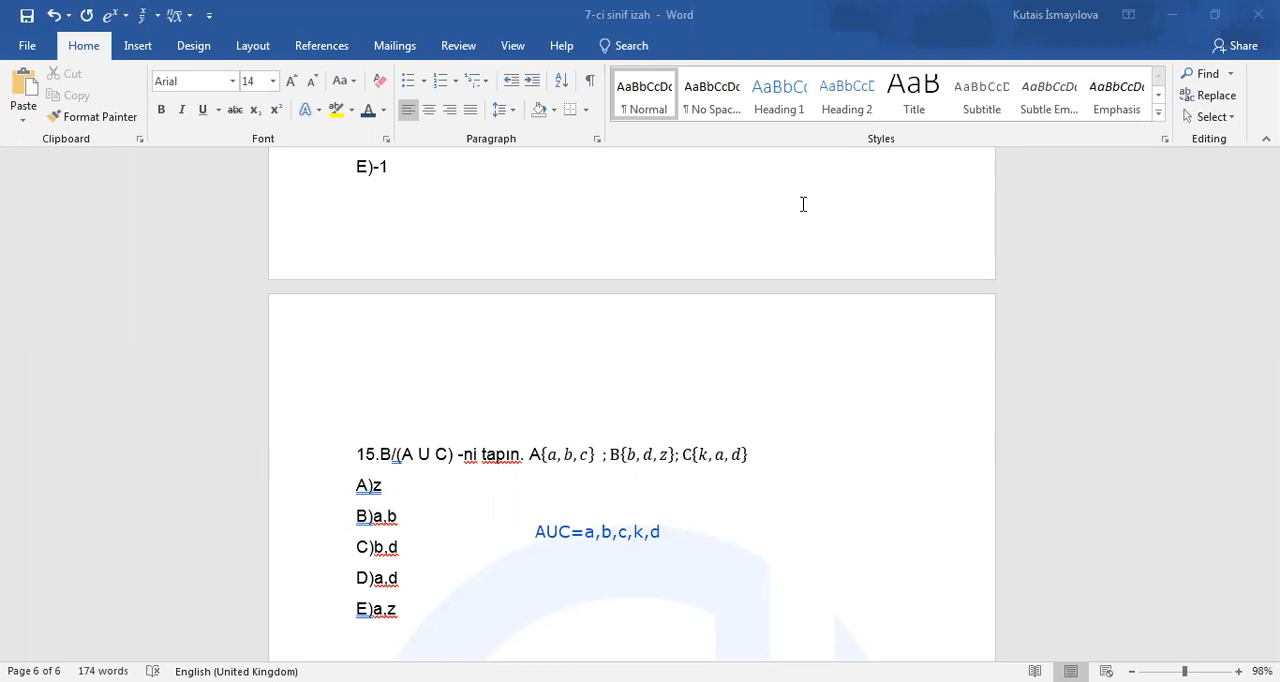 7-ci sinif izah - Word
Kutais İsmayılova
File Home Insert Design Layout References Mailings Review View Help Search Share
Paste
Cut
Copy
Format Painter
Clipboard
Arial 14
Font
Paragraph
AaBbCcDc AaBbCcDc AaBbCc AaBbCcD AaB AaBbCcD AaBbCcDc AaBbCcDc
¶ Normal ¶ No Spac... Heading 1 Heading 2 Title Subtitle Subtle Em... Emphasis
Styles
Find
Replace
Select
Editing
E)-1
15.B/(A U C) -ni tapın. A{a, b, c} ; B{b, d, z}; C{k, a, d}
A)z
B)a,b
AUC=a,b,c,k,d
C)b,d
D)a,d
E)a,z
Page 6 of 6 174 words English (United Kingdom) 98%